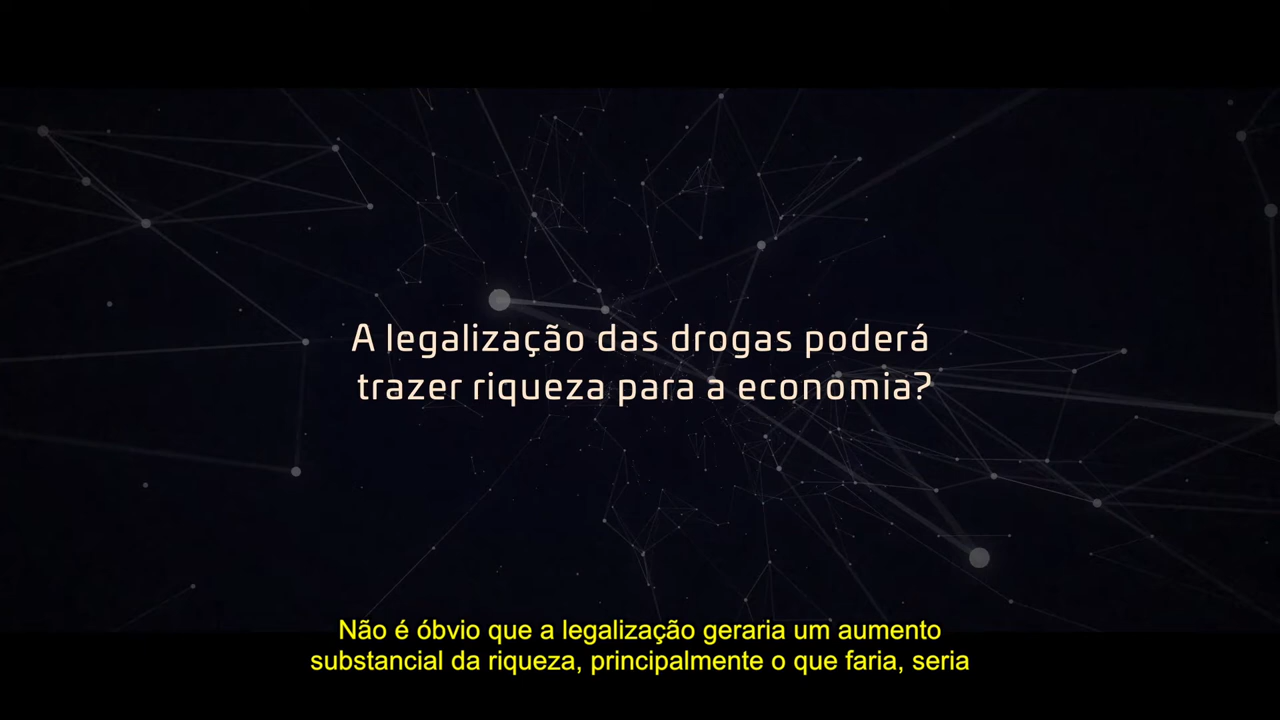 A legalização das drogas poderá
trazer riqueza para a economia?
Não é óbvio que a legalização geraria um aumento
substancial da riqueza, principalmente o que faria, seria